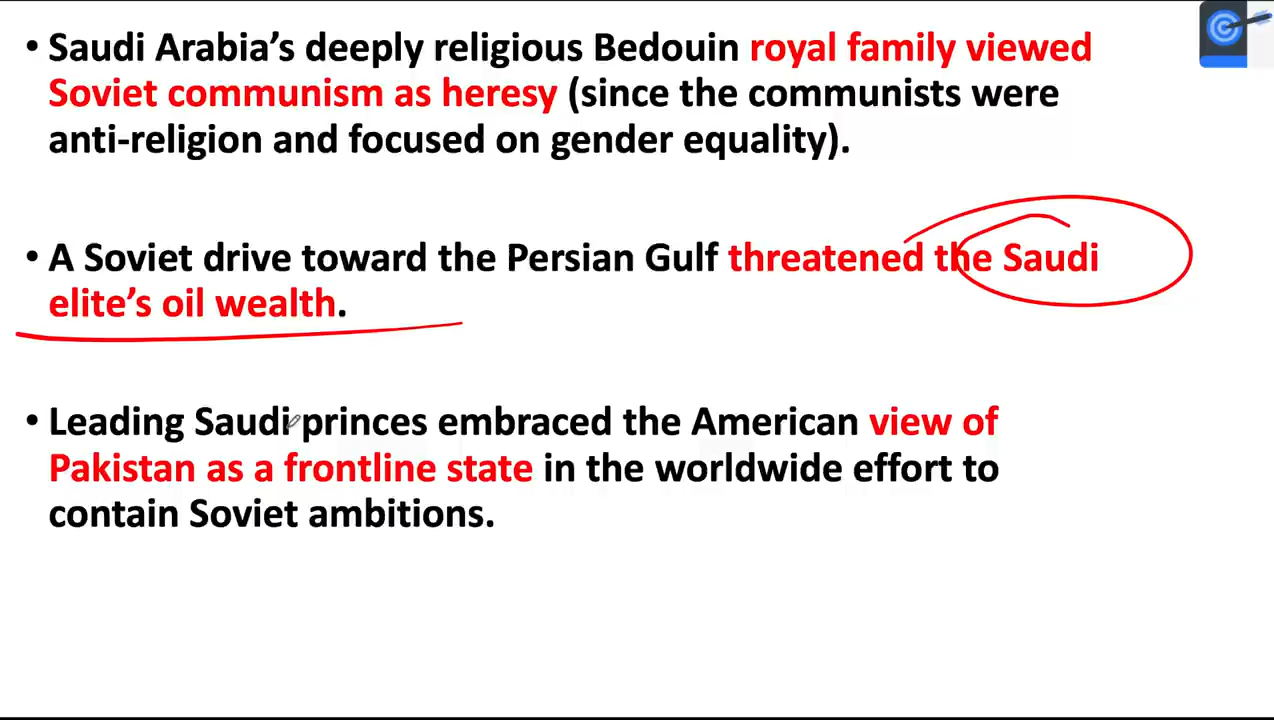 • Saudi Arabia’s deeply religious Bedouin royal family viewed
Soviet communism as heresy (since the communists were
anti-religion and focused on gender equality).
• A Soviet drive toward the Persian Gulf threatened the Saudi
elite’s oil wealth.
• Leading Saudi princes embraced the American view of
Pakistan as a frontline state in the worldwide effort to
contain Soviet ambitions.